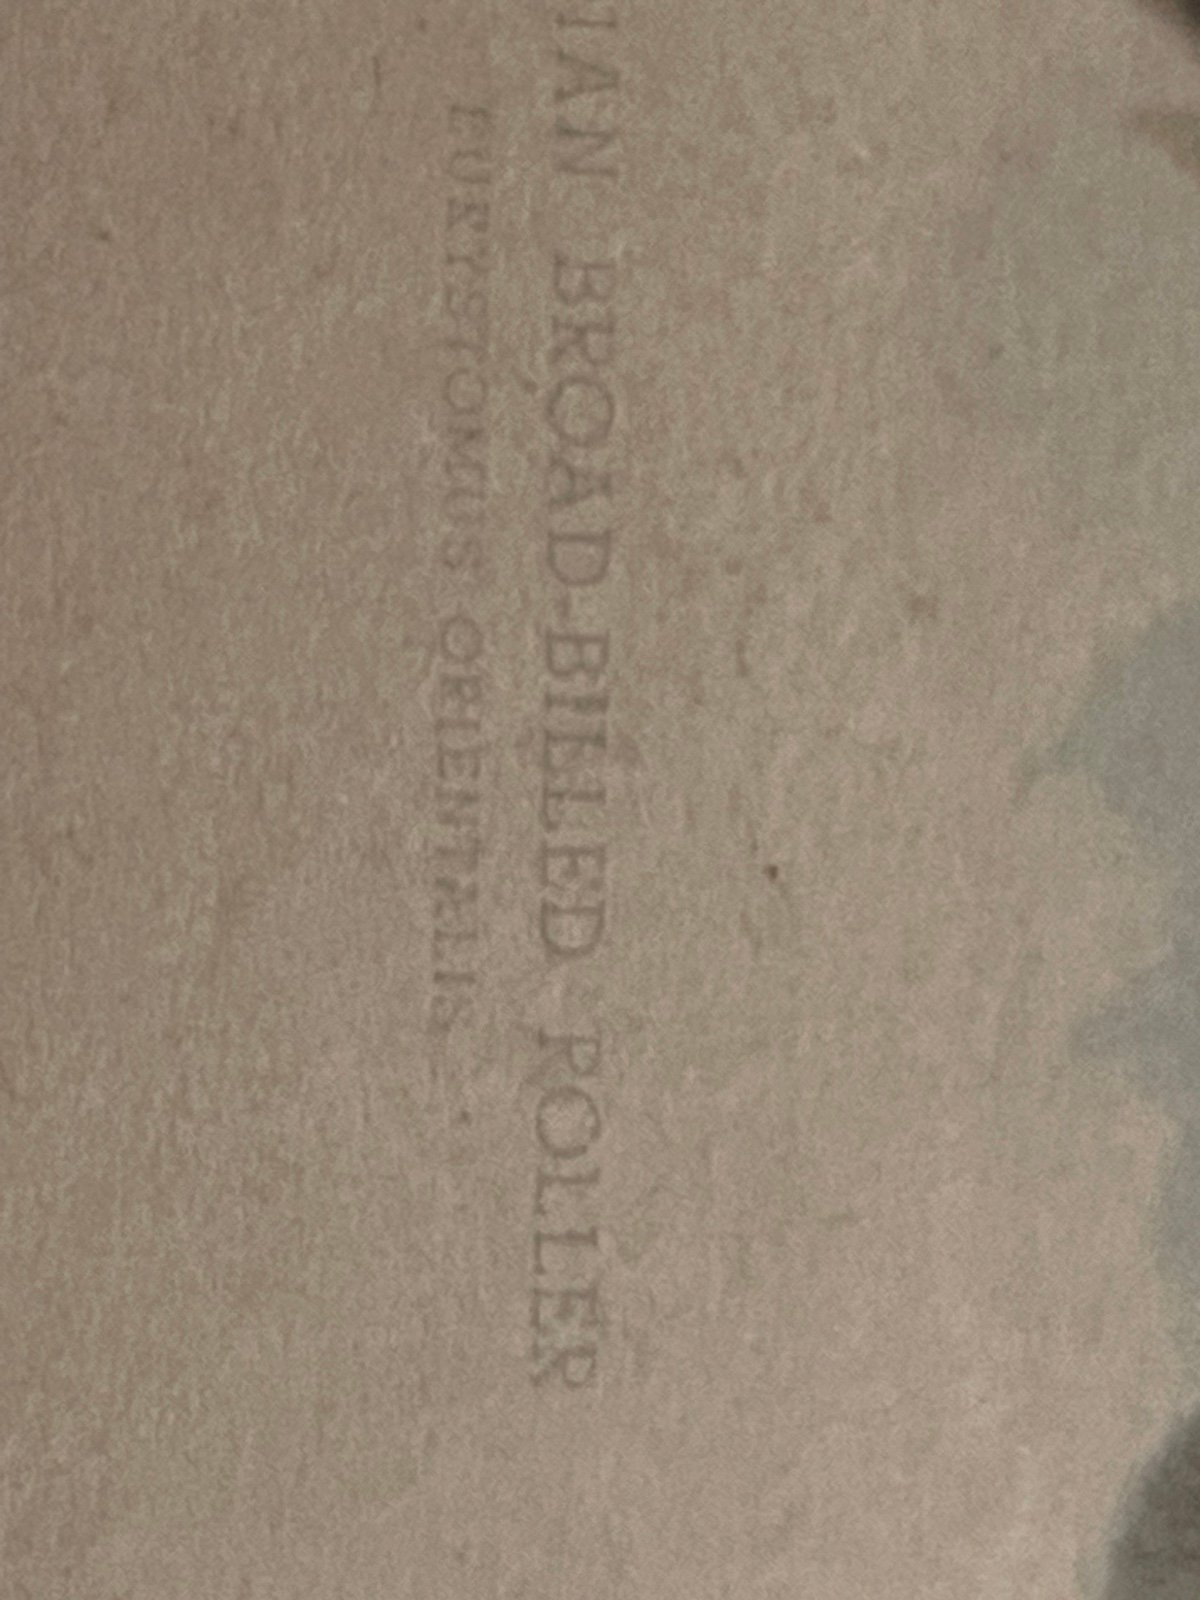 IAN BROAD-BILLED ROLLER
EURYSTOMUS ORIENTALIS